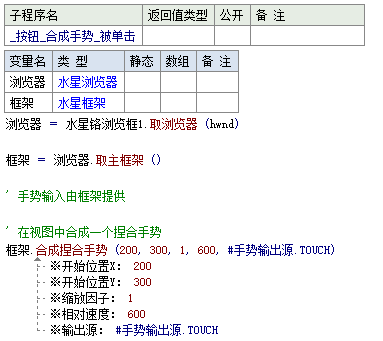 子程序名 返回值类型 公开 备 注
_按钮_合成手势_被单击
变量名 类 型 静态 数组 备 注
浏览器 水星浏览器
框架 水星框架
浏览器 = 水星铬浏览框1.取浏览器 (hwnd)
框架 = 浏览器.取主框架 ()
' 手势输入由框架提供
' 在视图中合成一个捏合手势
框架.合成捏合手势 (200, 300, 1, 600, #手势输出源.TOUCH)
※开始位置X: 200
※开始位置Y: 300
※缩放因子: 1
※相对速度: 600
※输出源: #手势输出源.TOUCH